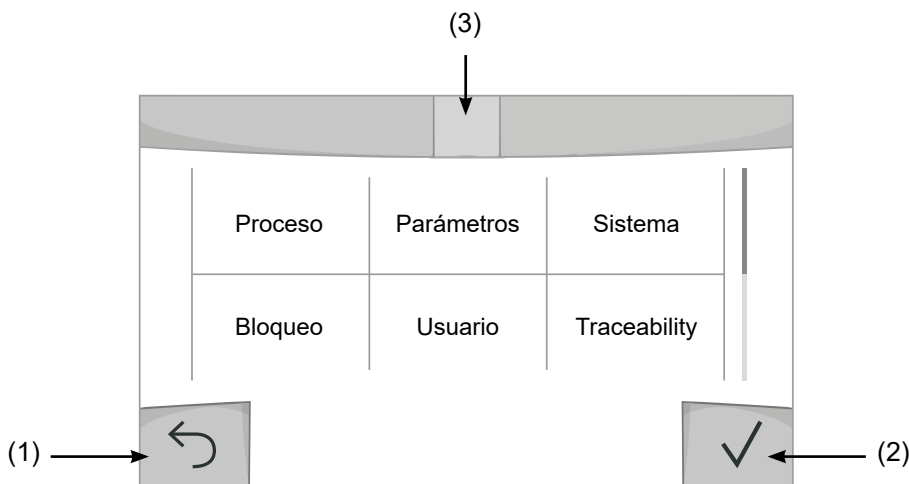 (3)
Proceso Parámetros Sistema
Bloqueo Usuario Traceability
(1) (2)